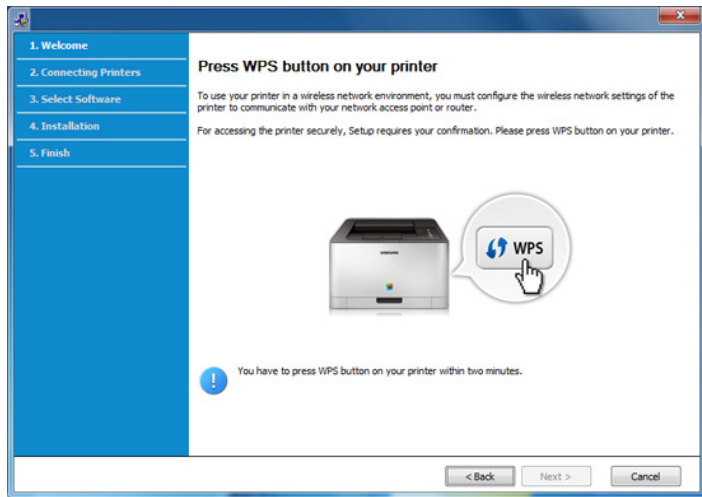 1. Welcome
2. Connecting Printers
3. Select Software
4. Installation
5. Finish
Press WPS button on your printer
To use your printer in a wireless network environment, you must configure the wireless network settings of the
printer to communicate with your network access point or router.
For accessing the printer securely, Setup requires your confirmation. Please press WPS button on your printer.
SAMSUNG
WPS
You have to press WPS button on your printer within two minutes.
< Back
Next >
Cancel